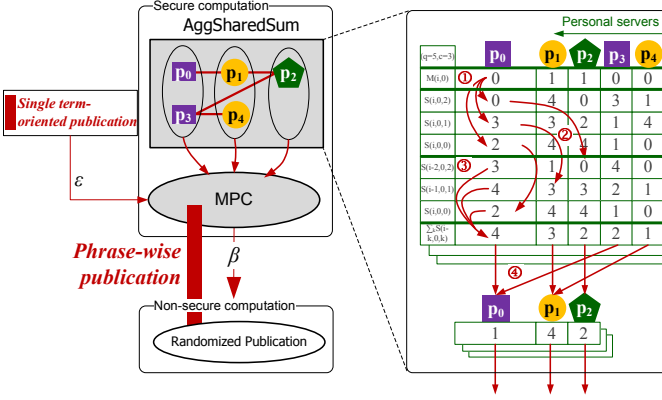 Secure computation
AggSharedSum
p0 p1 p2
p3 p4
Single term-
oriented publication
ε
MPC
Phrase-wise
publication
β
Non-secure computation
Randomized Publication
Personal servers
(q=5,c=3) p0 p1 p2 p3 p4
M(i,0) ① 0 1 1 0 0
S(i,0,2) 0 4 0 3 1
S(i,0,1) 3 3 2 1 4
②
S(i,0,0) 2 4 4 1 0
S(i-2,0,2) ③ 3 1 0 4 0
S(i-1,0,1) 4 3 3 2 1
S(i,0,0) 2 4 4 1 0
∑kS(i-
k,0,k) 4 3 2 2 1
④
p0 p1 p2
1 4 2